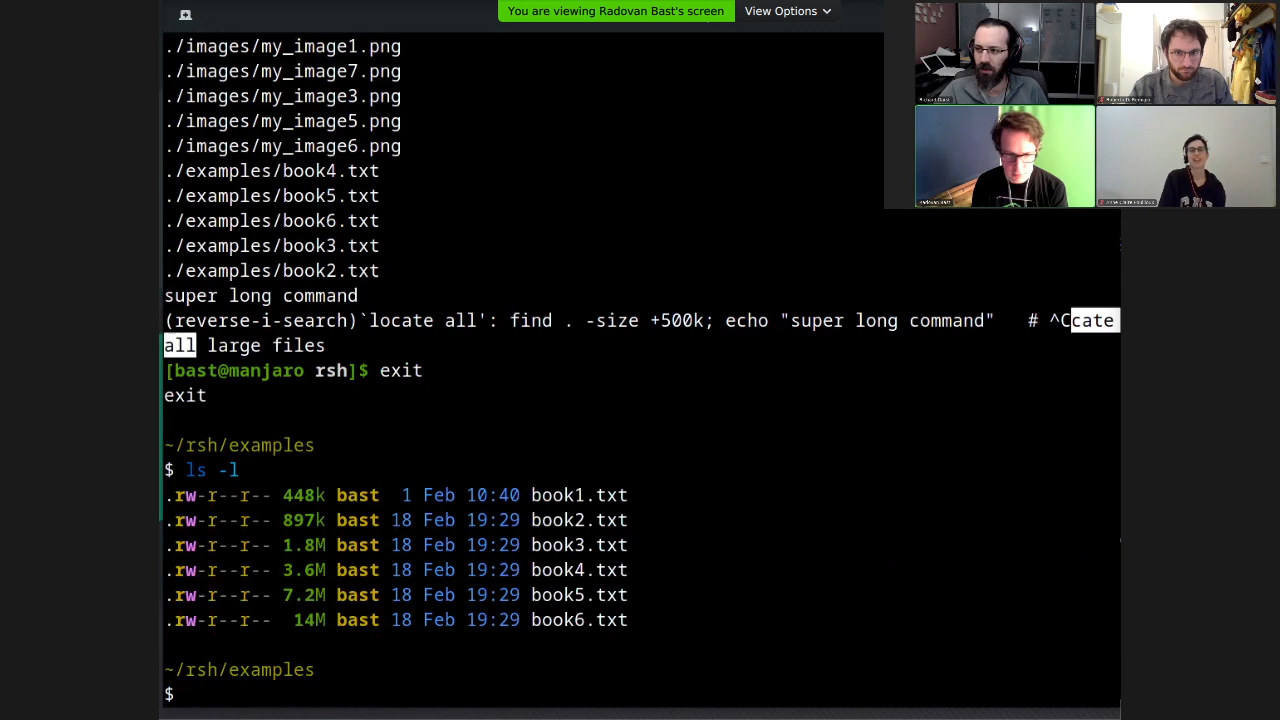 You are viewing Radovan Bast's screen
View Options
./images/my_image1.png
./images/my_image7.png
./images/my_image3.png
./images/my_image5.png
./images/my_image6.png
./examples/book4.txt
./examples/book5.txt
./examples/book6.txt
./examples/book3.txt
./examples/book2.txt
super long command
(reverse-i-search)`locate all': find . -size +500k; echo "super long command"   # ^Ccate
all large files
[bast@manjaro rsh]$ exit
exit
~/rsh/examples
$ ls -l
.rw-r--r-- 448k bast  1 Feb 10:40 book1.txt
.rw-r--r-- 897k bast 18 Feb 19:29 book2.txt
.rw-r--r-- 1.8M bast 18 Feb 19:29 book3.txt
.rw-r--r-- 3.6M bast 18 Feb 19:29 book4.txt
.rw-r--r-- 7.2M bast 18 Feb 19:29 book5.txt
.rw-r--r--  14M bast 18 Feb 19:29 book6.txt
~/rsh/examples
$
Radovan Bast